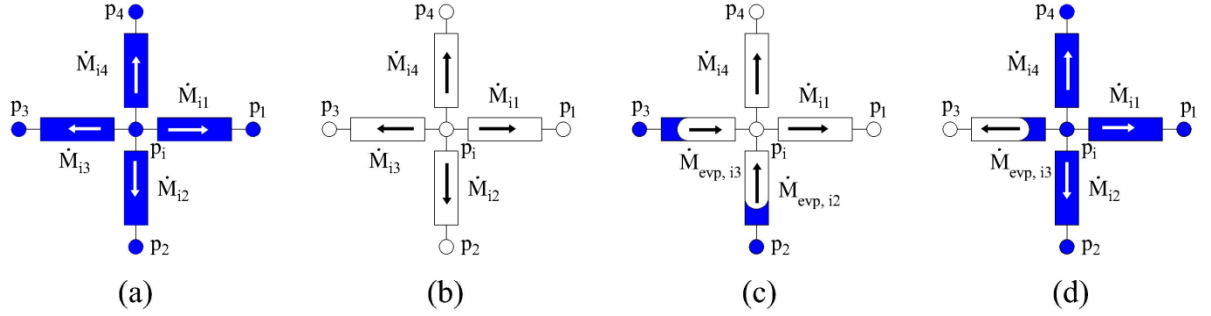 p4
Ṁi4
p3
Ṁi1
p1
Ṁi3
pi
Ṁi2
p2
(a)
p4
Ṁi4
p3
Ṁi1
p1
Ṁi3
pi
Ṁi2
p2
(b)
p4
Ṁi4
p3
Ṁi1
p1
Ṁevp, i3
pi
Ṁevp, i2
p2
(c)
p4
Ṁi4
p3
Ṁi1
p1
Ṁevp, i3
pi
Ṁi2
p2
(d)